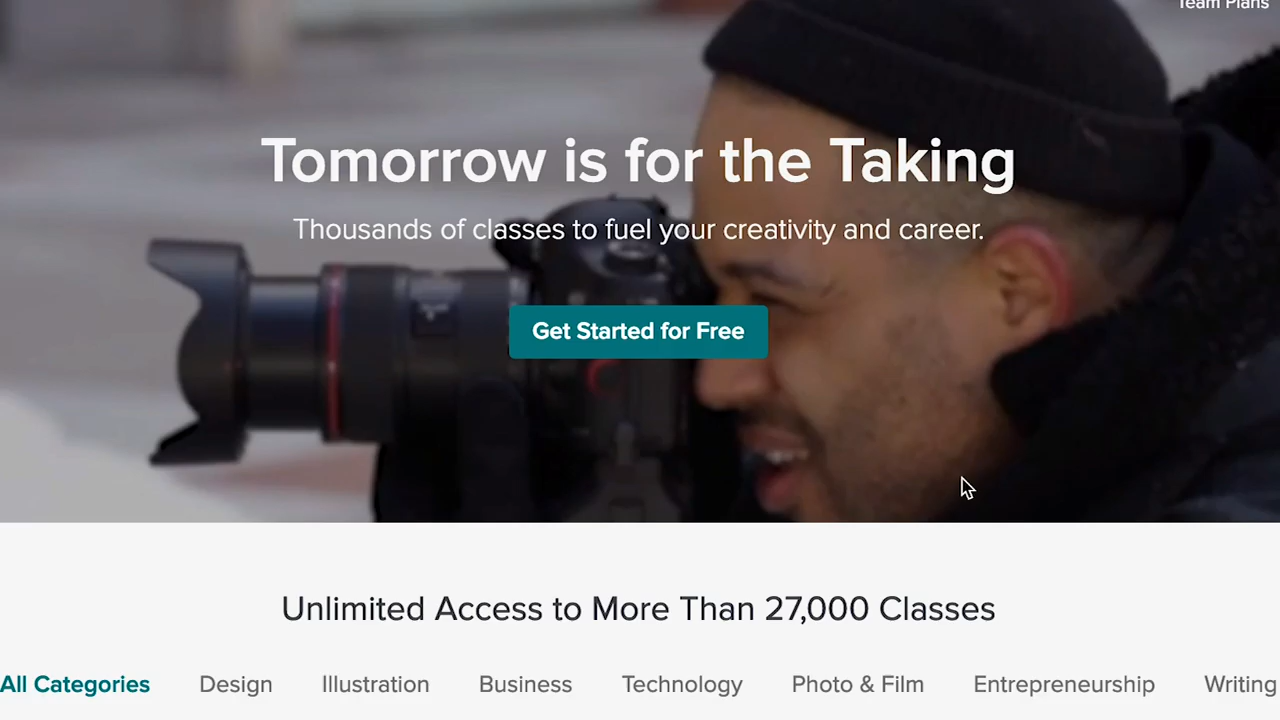 Team Plans
Tomorrow is for the Taking
Thousands of classes to fuel your creativity and career.
Get Started for Free
Unlimited Access to More Than 27,000 Classes
All Categories Design Illustration Business Technology Photo & Film Entrepreneurship Writing